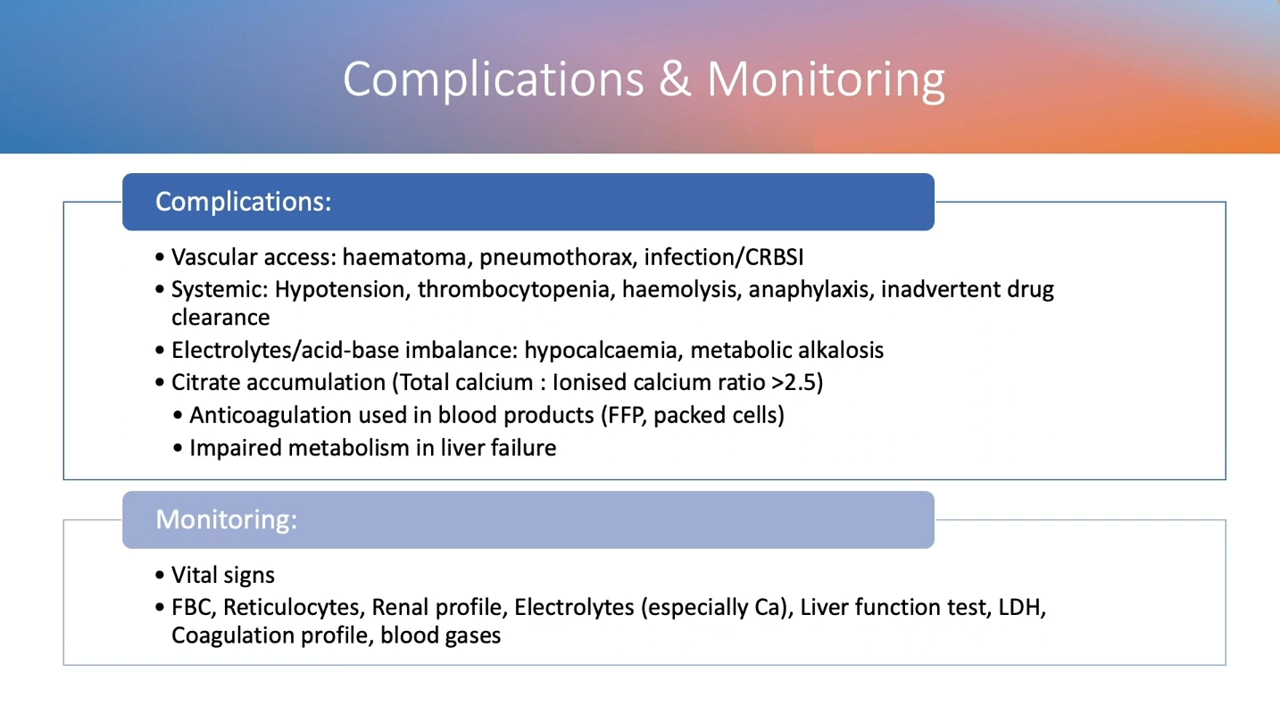 Complications & Monitoring
Complications:
• Vascular access: haematoma, pneumothorax, infection/CRBSI
• Systemic: Hypotension, thrombocytopenia, haemolysis, anaphylaxis, inadvertent drug
clearance
• Electrolytes/acid-base imbalance: hypocalcaemia, metabolic alkalosis
• Citrate accumulation (Total calcium : Ionised calcium ratio >2.5)
• Anticoagulation used in blood products (FFP, packed cells)
• Impaired metabolism in liver failure
Monitoring:
• Vital signs
• FBC, Reticulocytes, Renal profile, Electrolytes (especially Ca), Liver function test, LDH,
Coagulation profile, blood gases